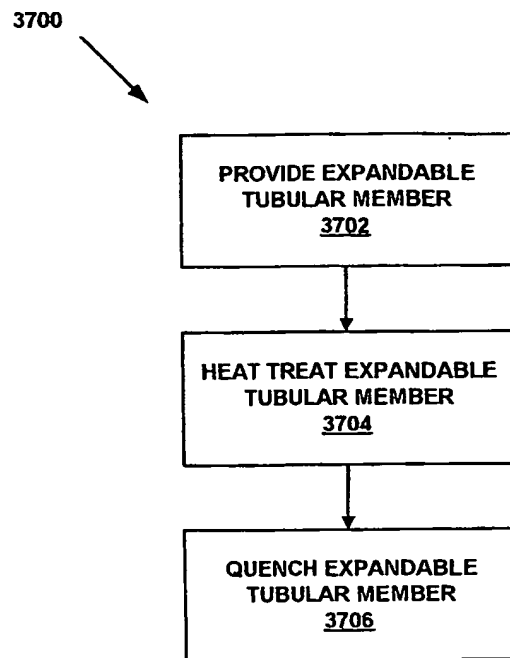 3700
PROVIDE EXPANDABLE
TUBULAR MEMBER
3702
HEAT TREAT EXPANDABLE
TUBULAR MEMBER
3704
QUENCH EXPANDABLE
TUBULAR MEMBER
3706